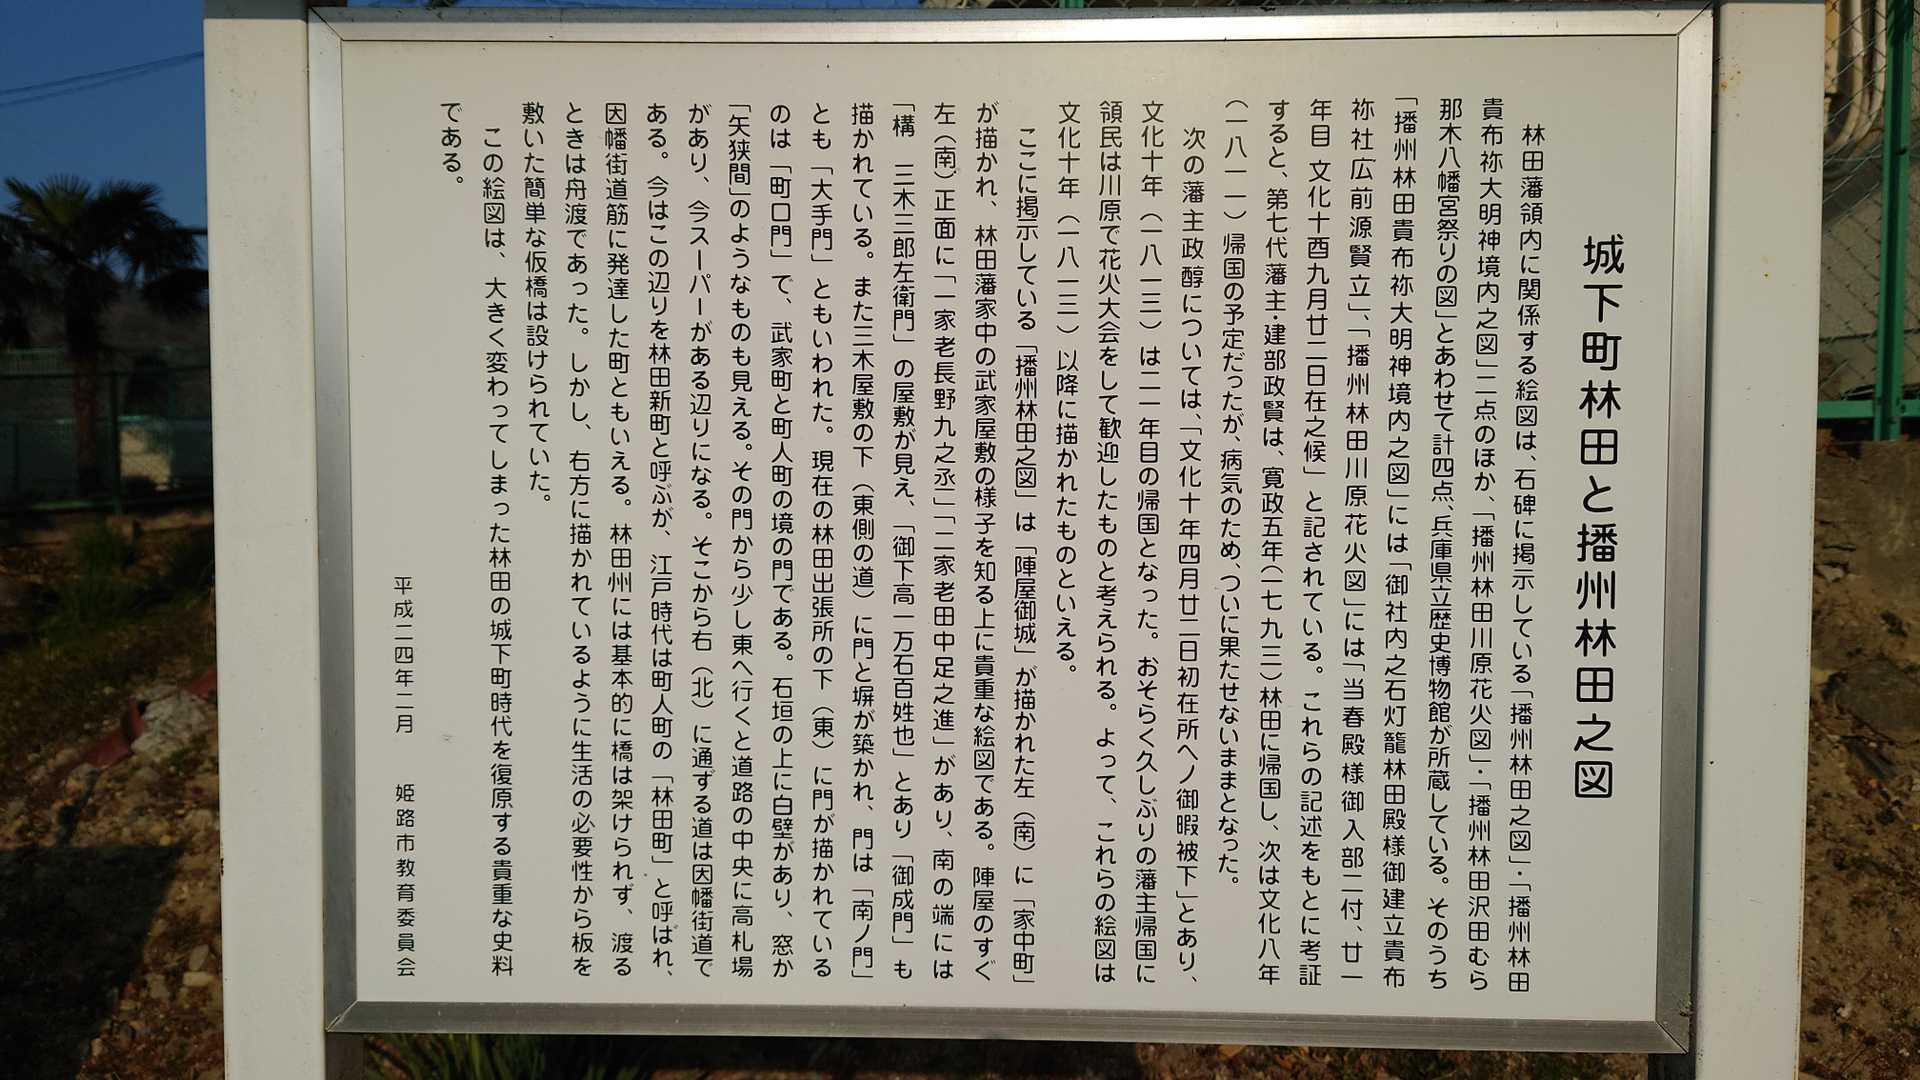 城下町林田と播州林田之図
林田藩領内に関係する絵図は、石碑に掲示している「播州林田之図」・「播州林田
貴布祢大明神境内之図」二点のほか、「播州林田川原花火図」・「播州林田沢田むら
那木八幡宮祭りの図」とあわせて計四点、兵庫県立歴史博物館が所蔵している。そのうち
「播州林田貴布祢大明神境内之図」には「御社内之石灯籠林田殿様御建立貴布
祢社広前源賢立」、「播州林田川原花火図」には「当春殿様御入部二付、廿一
年目 文化十酉九月廿二日在之候」と記されている。これらの記述をもとに考証
すると、第七代藩主・建部政賢は、寛政五年（一七九三）林田に帰国し、次は文化八年
（一八一一）帰国の予定だったが、病気のため、ついに果たせないままとなった。
次の藩主政醇については、「文化十年四月廿二日初在所へノ御暇被下」とあり、
文化十年（一八一三）は二一年目の帰国となった。おそらく久しぶりの藩主帰国に
領民は川原で花火大会をして歓迎したものと考えられる。よって、これらの絵図は
文化十年（一八一三）以降に描かれたものといえる。
ここに掲示している「播州林田之図」は「陣屋御城」が描かれた左（南）に「家中町」
が描かれ、林田藩家中の武家屋敷の様子を知る上に貴重な絵図である。陣屋のすぐ
左（南）正面に「一家老長野九之丞」「二家老田中足之進」があり、南の端には
「構　三木三郎左衛門」の屋敷が見え、「御下高一万石百姓也」とあり「御成門」も
描かれている。また三木屋敷の下（東側の道）に門と塀が築かれ、門は「南ノ門」
とも「大手門」ともいわれた。現在の林田出張所の下（東）に門が描かれている
のは「町口門」で、武家町と町人町の境の門である。石垣の上に白壁があり、窓か
「矢狭間」のようなものも見える。その門から少し東へ行くと道路の中央に高札場
があり、今スーパーがある辺りになる。そこから右（北）に通ずる道は因幡街道で
ある。今はこの辺りを林田新町と呼ぶが、江戸時代は町人町の「林田町」と呼ばれ、
因幡街道筋に発達した町ともいえる。林田州には基本的に橋は架けられず、渡る
ときは舟渡であった。しかし、右方に描かれているように生活の必要性から板を
敷いた簡単な仮橋は設けられていた。
この絵図は、大きく変わってしまった林田の城下町時代を復原する貴重な史料
である。
平成二四年二月　姫路市教育委員会